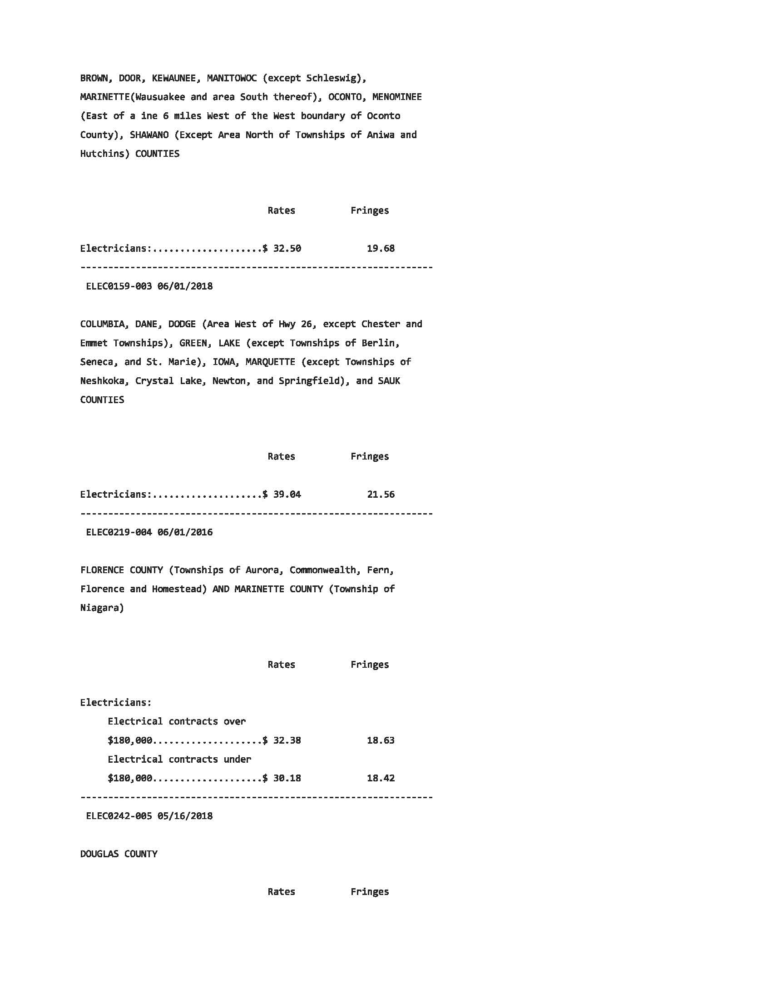 BROWN, DOOR, KEWAUNEE, MANITOWOC (except Schleswig),
MARINETTE(Wausuakee and area South thereof), OCONTO, MENOMINEE
(East of a ine 6 miles West of the West boundary of Oconto
County), SHAWANO (Except Area North of Townships of Aniwa and
Hutchins) COUNTIES
Rates Fringes
Electricians:....................$ 32.50 19.68
----------------------------------------------------------------
ELEC0159-003 06/01/2018
COLUMBIA, DANE, DODGE (Area West of Hwy 26, except Chester and
Emmet Townships), GREEN, LAKE (except Townships of Berlin,
Seneca, and St. Marie), IOWA, MARQUETTE (except Townships of
Neshkoka, Crystal Lake, Newton, and Springfield), and SAUK
COUNTIES
Rates Fringes
Electricians:....................$ 39.04 21.56
----------------------------------------------------------------
ELEC0219-004 06/01/2016
FLORENCE COUNTY (Townships of Aurora, Commonwealth, Fern,
Florence and Homestead) AND MARINETTE COUNTY (Township of
Niagara)
Rates Fringes
Electricians:
Electrical contracts over
$180,000....................$ 32.38 18.63
Electrical contracts under
$180,000....................$ 30.18 18.42
----------------------------------------------------------------
ELEC0242-005 05/16/2018
DOUGLAS COUNTY
Rates Fringes